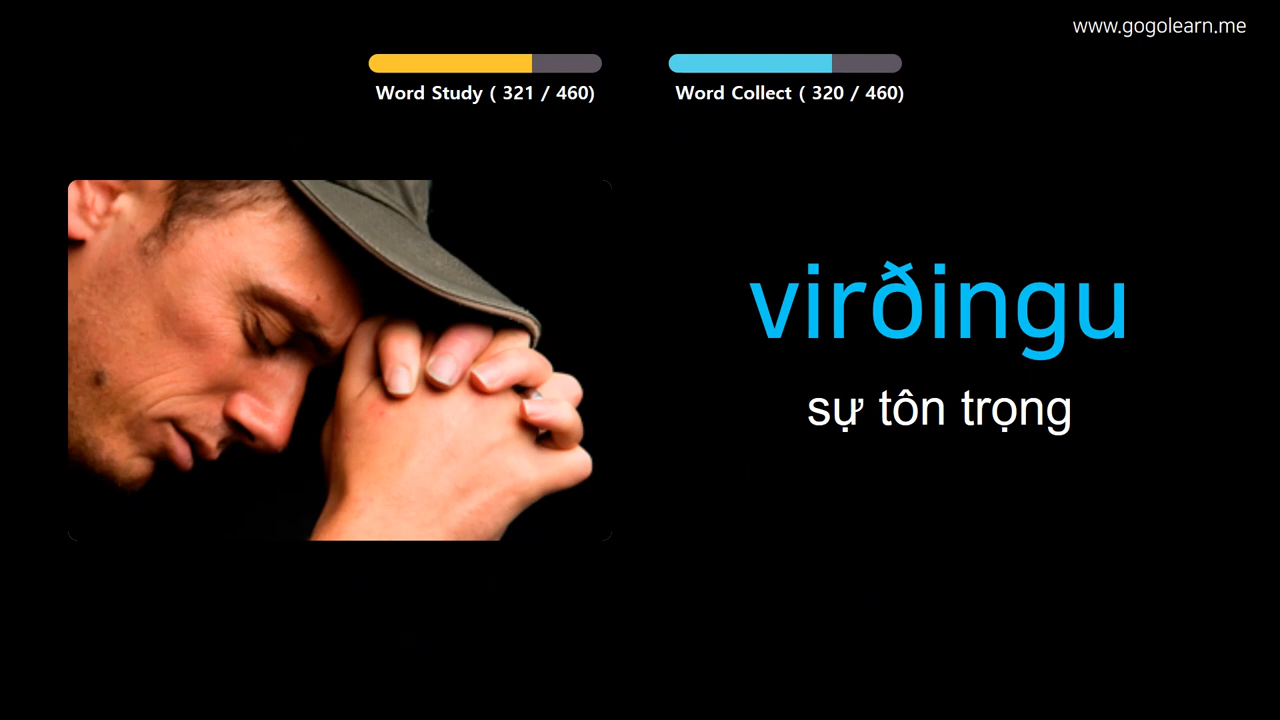 www.gogolearn.me
Word Study ( 321 / 460)
Word Collect ( 320 / 460)
virðingu
sự tôn trọng